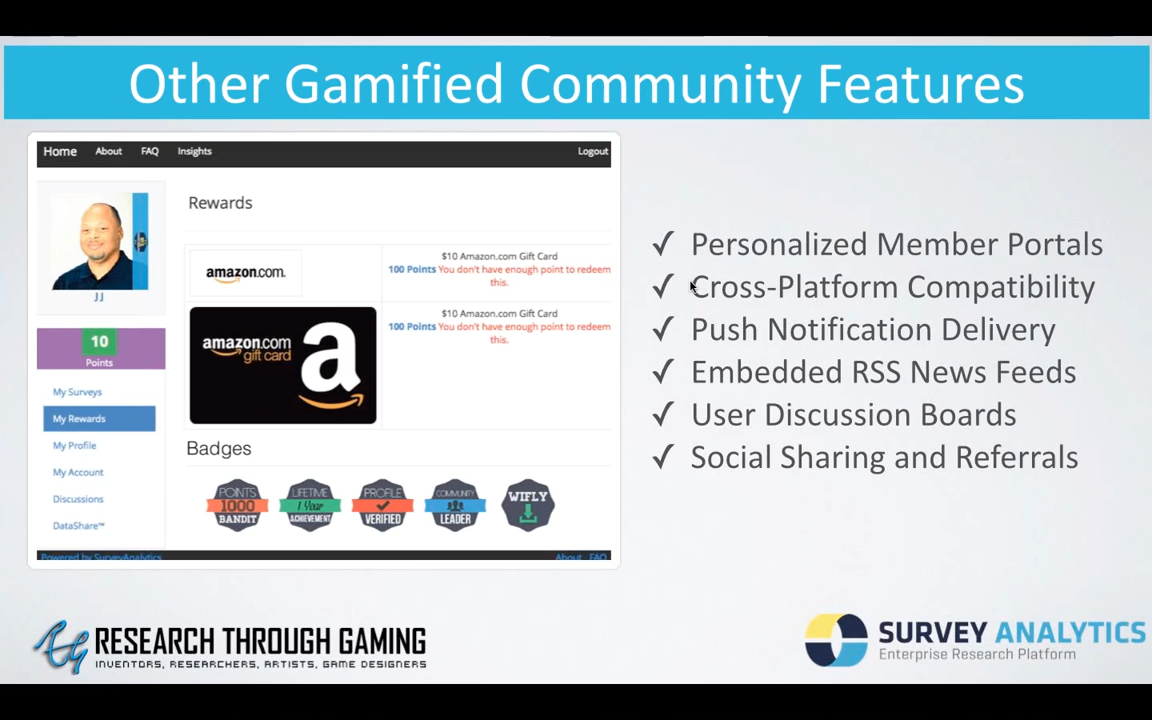 Other Gamified Community Features
Home About FAQ Insights Logout
J J
10
Points
My Surveys
My Rewards
My Profile
My Account
Discussions
DataShare™
Rewards
amazon.com.
$10 Amazon.com Gift Card
100 Points You don't have enough point to redeem
this.
amazon.com
gift card
a
$10 Amazon.com Gift Card
100 Points You don't have enough point to redeem
this.
Badges
POINTS
1000
BANDIT
LIFETIME
1 Year
ACHIEVEMENT
PROFILE
VERIFIED
COMMUNITY
LEADER
WIFLY
Powered by SurveyAnalytics About FAQ
✓ Personalized Member Portals
✓ Cross-Platform Compatibility
✓ Push Notification Delivery
✓ Embedded RSS News Feeds
✓ User Discussion Boards
✓ Social Sharing and Referrals
RESEARCH THROUGH GAMING
INVENTORS, RESEARCHERS, ARTISTS, GAME DESIGNERS
SURVEY ANALYTICS
Enterprise Research Platform